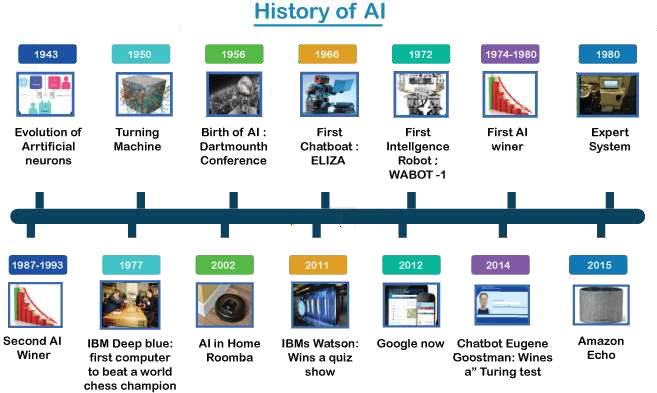 History of AI
1943
1950
1956
1966
1972
1974-1980
1980
Evolution of
Arrtificial
neurons
Turning
Machine
Birth of AI :
Dartmounth
Conference
First
Chatboat :
ELIZA
First
Intellgence
Robot :
WABOT -1
First AI
winer
Expert
System
1987-1993
1977
2002
2011
2012
2014
2015
Second AI
Winer
IBM Deep blue:
first computer
to beat a world
chess champion
AI in Home
Roomba
IBMs Watson:
Wins a quiz
show
Google now
Chatbot Eugene
Goostman: Wines
a" Turing test
Amazon
Echo